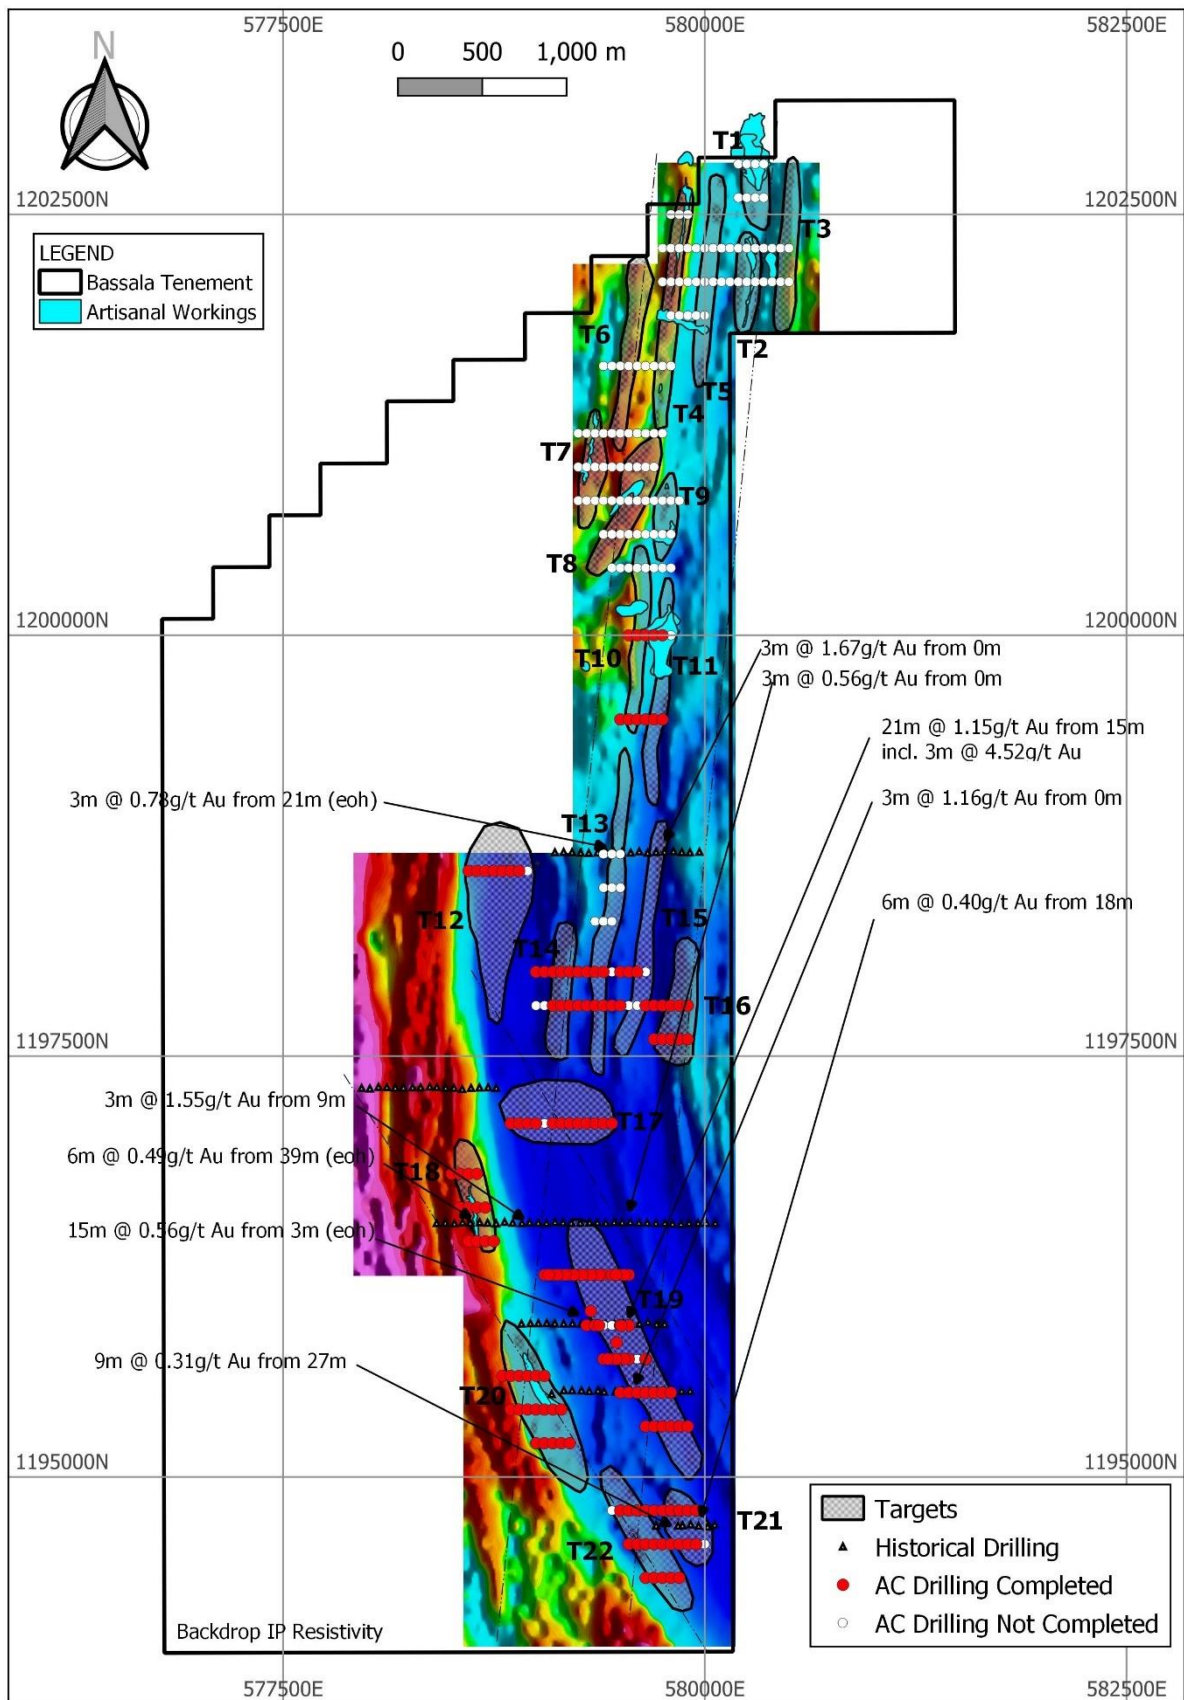 577500E
580000E
582500E
N
0 500 1,000 m
T1
1202500N
1202500N
T3
LEGEND
Bassala Tenement
Artisanal Workings
T6
T2
T5
T4
T7
T9
T8
1200000N
1200000N
3m @ 1.67g/t Au from 0m
T10
T11
3m @ 0.56g/t Au from 0m
21m @ 1.15g/t Au from 15m
incl. 3m @ 4.52g/t Au
3m @ 0.78g/t Au from 21m (eoh)
3m @ 1.16g/t Au from 0m
T13
6m @ 0.40g/t Au from 18m
T12
T15
T14
T16
1197500N
1197500N
3m @ 1.55g/t Au from 9m
T17
6m @ 0.49g/t Au from 39m (eoh)
T18
15m @ 0.56g/t Au from 3m (eoh)
T19
9m @ 0.31g/t Au from 27m
T20
1195000N
1195000N
T21
T22
Targets
Historical Drilling
AC Drilling Completed
AC Drilling Not Completed
Backdrop IP Resistivity
577500E
580000E
582500E